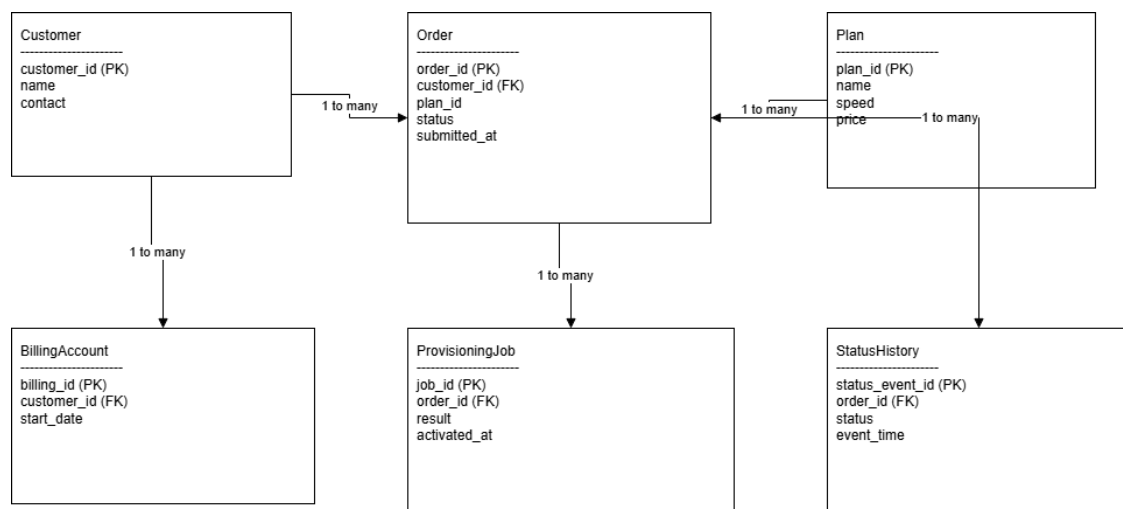 Customer
-----------------------
customer_id (PK)
name
contact
1 to many
Order
-----------------------
order_id (PK)
customer_id (FK)
plan_id
status
submitted_at
1 to many
Plan
-----------------------
plan_id (PK)
name
speed
price
1 to many
1 to many
1 to many
BillingAccount
-----------------------
billing_id (PK)
customer_id (FK)
start_date
ProvisioningJob
-----------------------
job_id (PK)
order_id (FK)
result
activated_at
StatusHistory
-----------------------
status_event_id (PK)
order_id (FK)
status
event_time